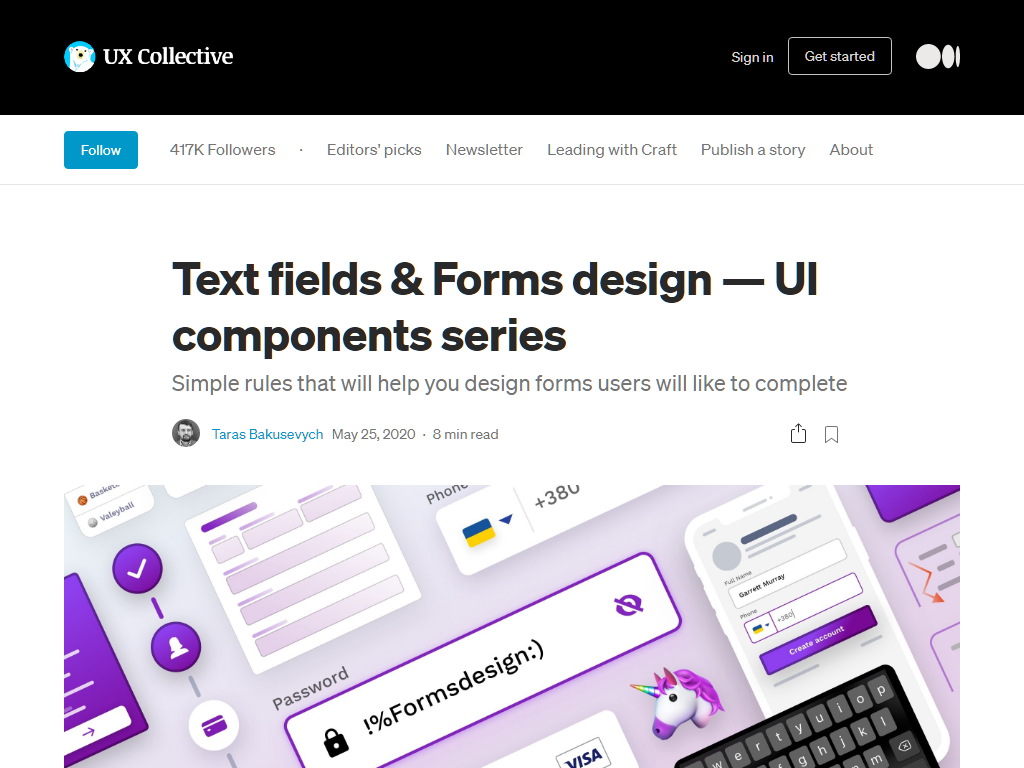 UX Collective
Sign in
Get started
Follow
417K Followers
·
Editors' picks
Newsletter
Leading with Craft
Publish a story
About
Text fields & Forms design — UI
components series
Simple rules that will help you design forms users will like to complete
Taras Bakusevych May 25, 2020 · 8 min read
Valeyball
Phone
+380
Full Name
Garrett Murray
Phone
+380
Create account
Password
!%Formsdesign:)
VISA
w e r t y u i o p
g h j k l
m